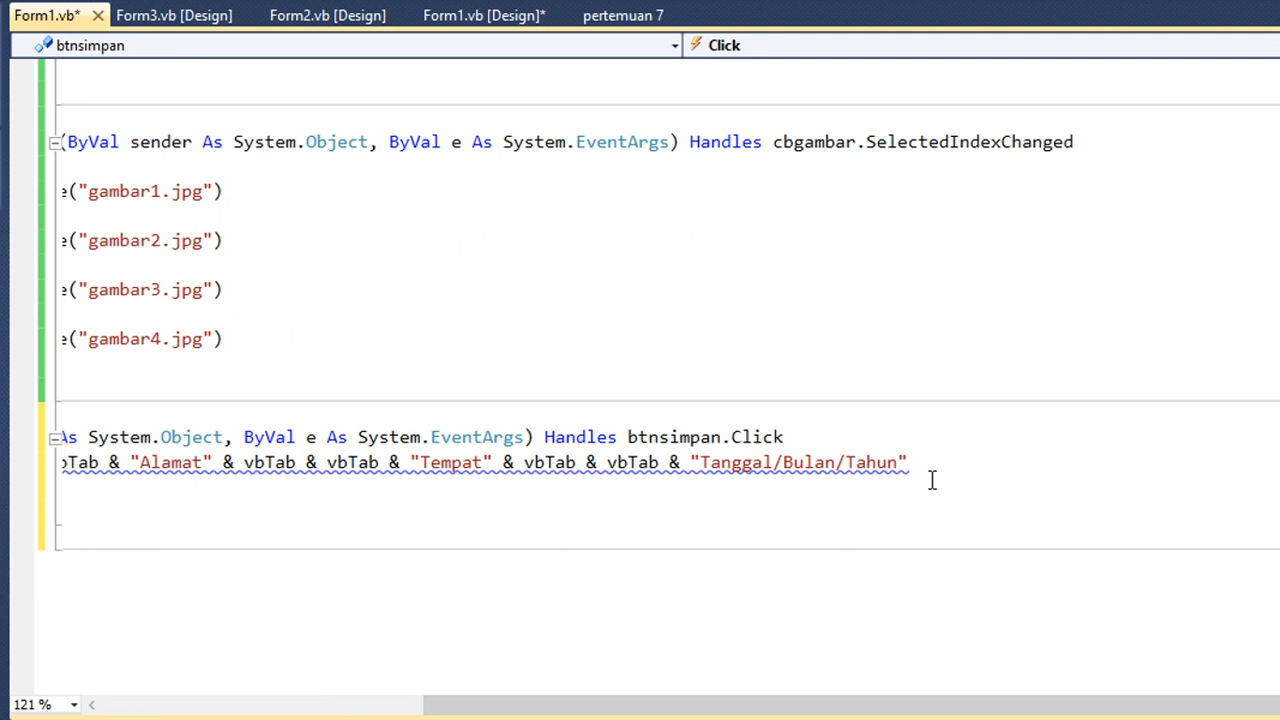 Form1.vb* Form3.vb [Design] Form2.vb [Design] Form1.vb [Design]* pertemuan 7
btnsimpan Click
(ByVal sender As System.Object, ByVal e As System.EventArgs) Handles cbgambar.SelectedIndexChanged
e("gambar1.jpg")
e("gambar2.jpg")
e("gambar3.jpg")
e("gambar4.jpg")
As System.Object, ByVal e As System.EventArgs) Handles btnsimpan.Click
bTab & "Alamat" & vbTab & vbTab & "Tempat" & vbTab & vbTab & "Tanggal/Bulan/Tahun"
121 %